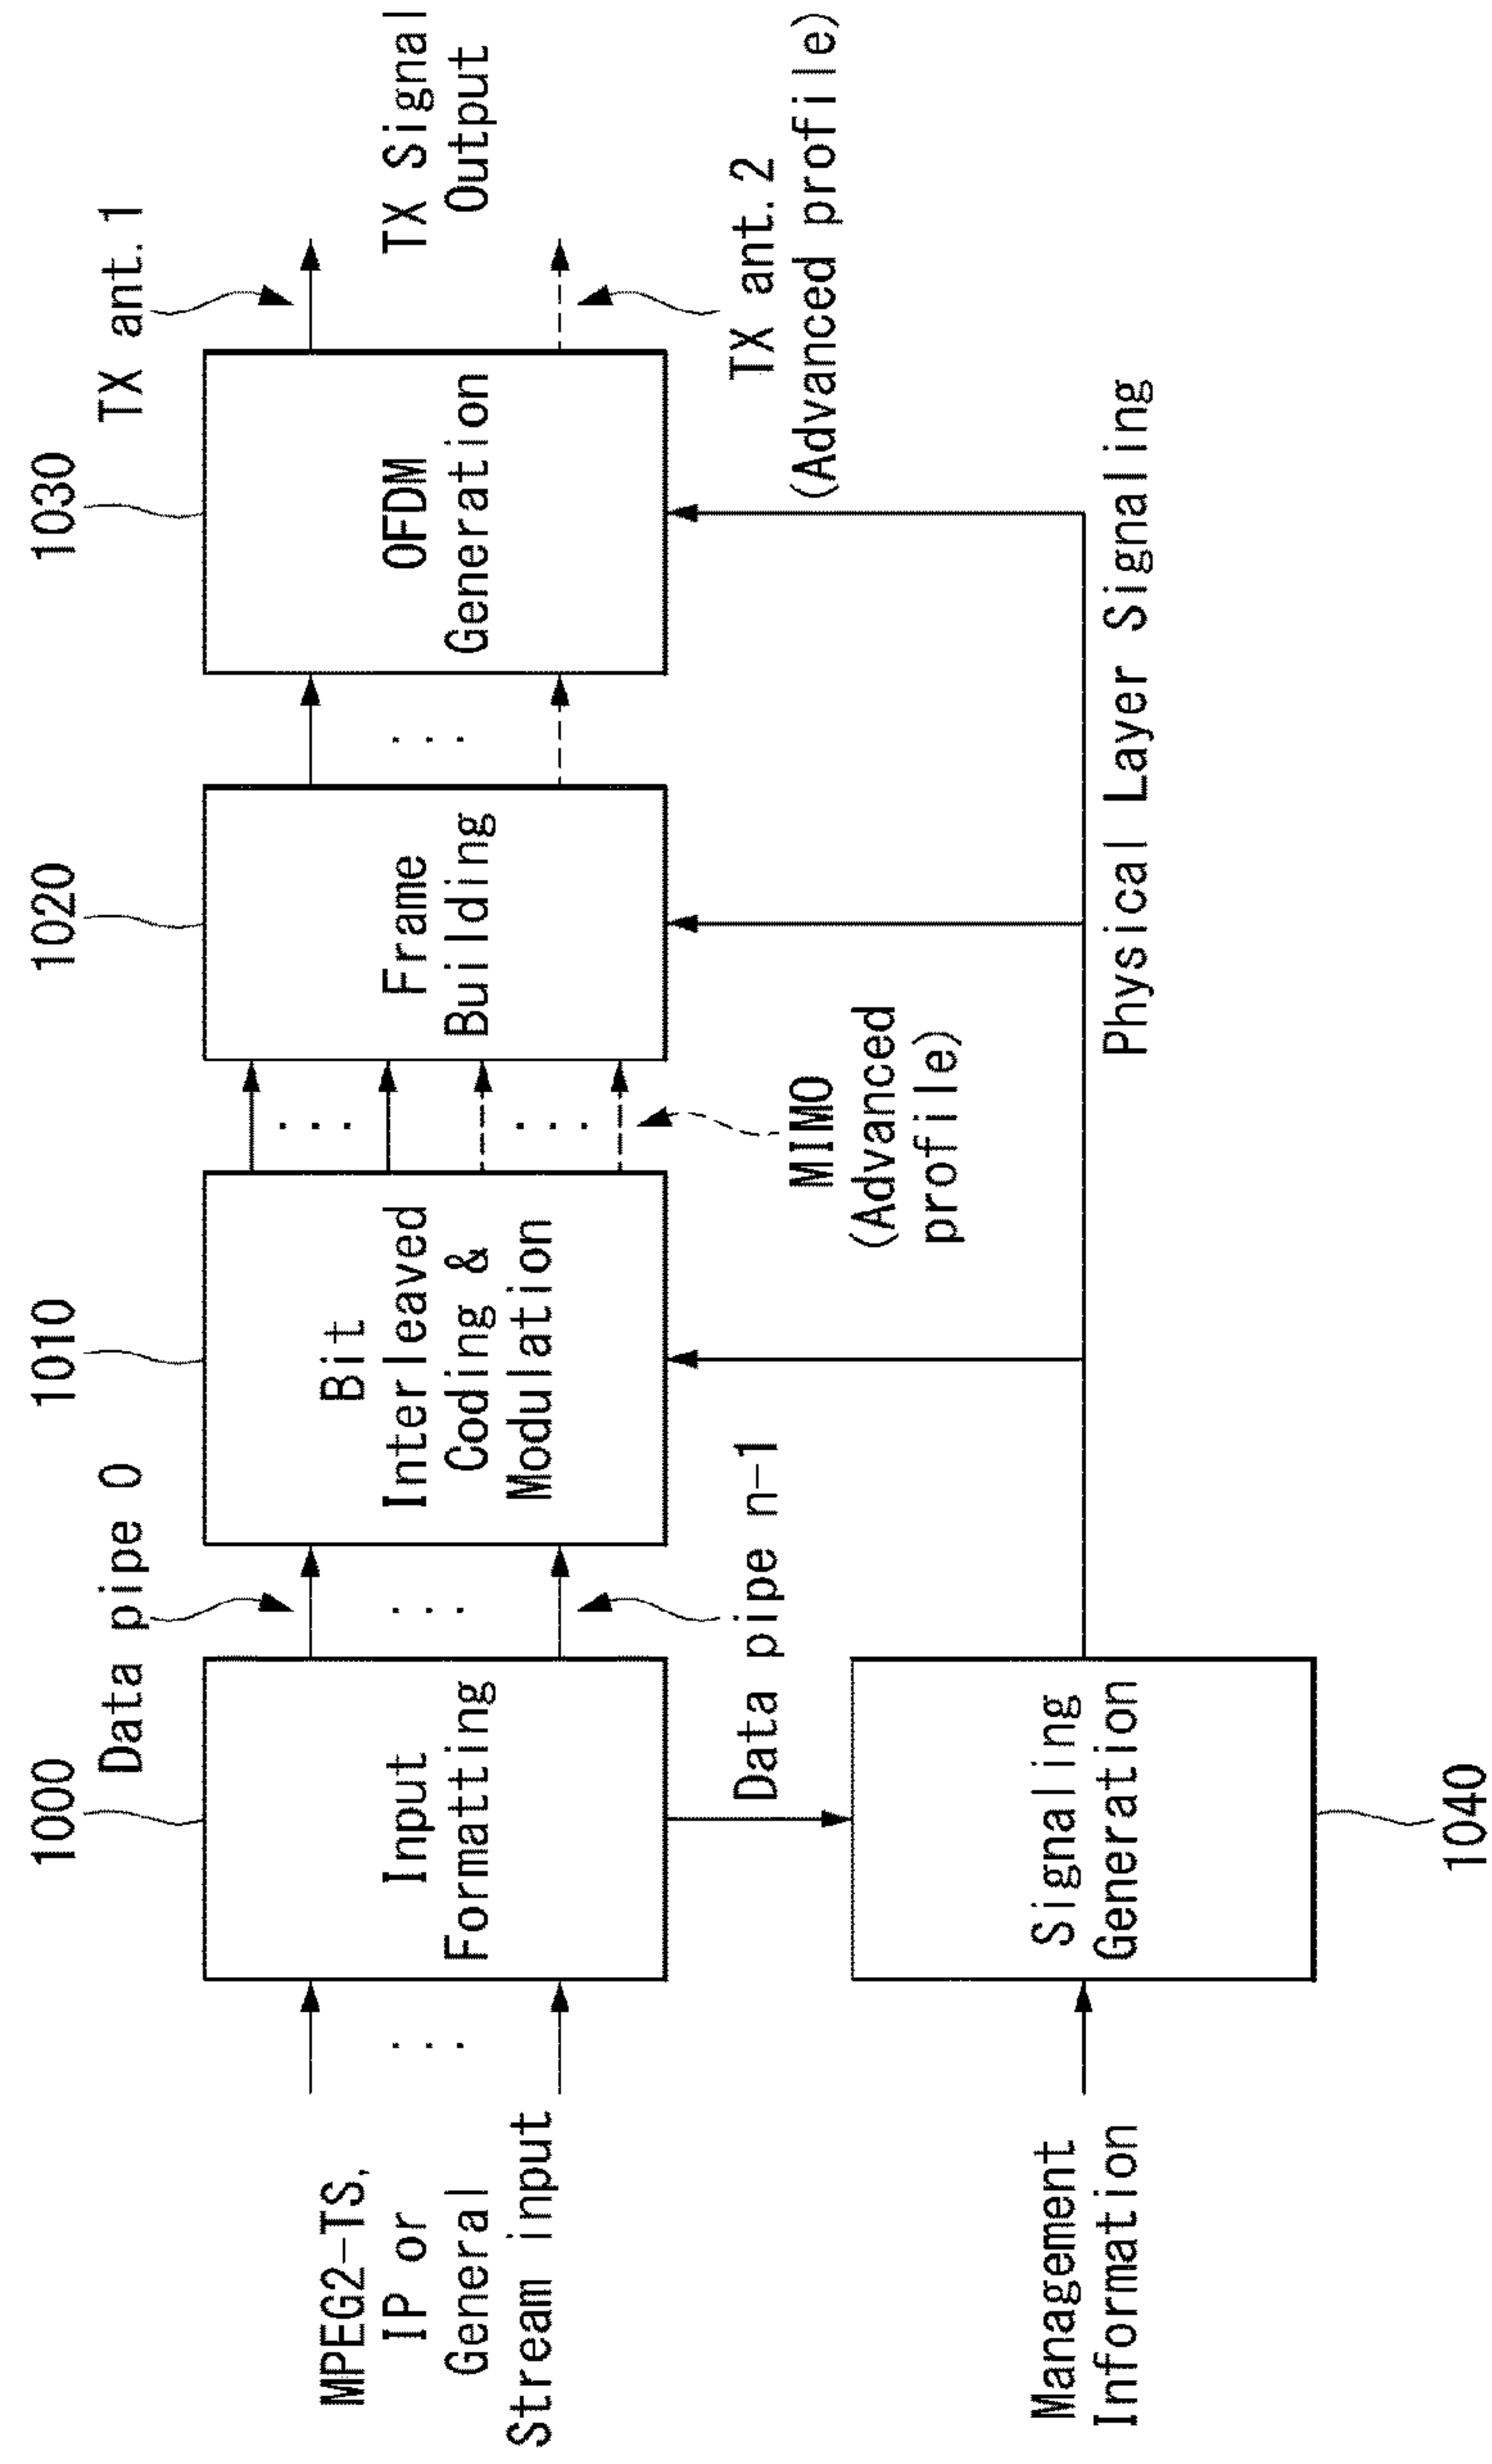 1000
1010
1020
1030
Data pipe 0
TX ant.1
MPEG2-TS,
IP or
General
Stream input
Input
Formatting
Bit
Interleaved
Coding &
Modulation
Frame
Building
OFDM
Generation
TX Signal
Output
Data pipe n-1
MIMO
(Advanced
profile)
TX ant.2
(Advanced profile)
Management
Information
Signaling
Generation
Physical Layer Signaling
1040